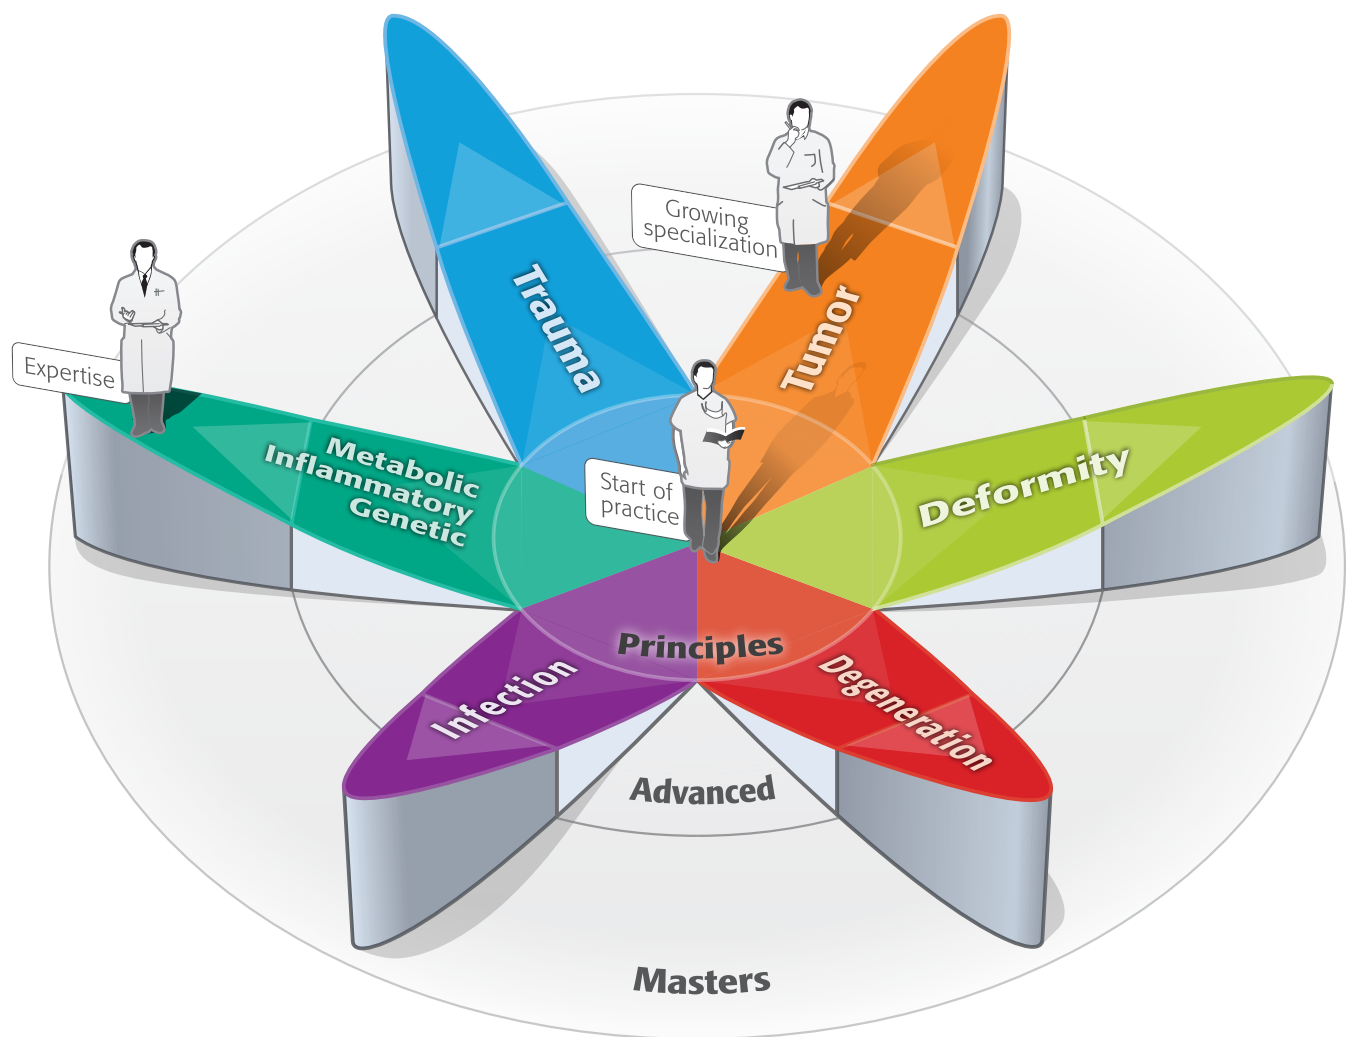 Growing
specialization
Trauma
Tumor
Expertise
Metabolic
Inflammatory
Genetic
Start of
practice
Deformity
Principles
Infection
Degeneration
Advanced
Masters